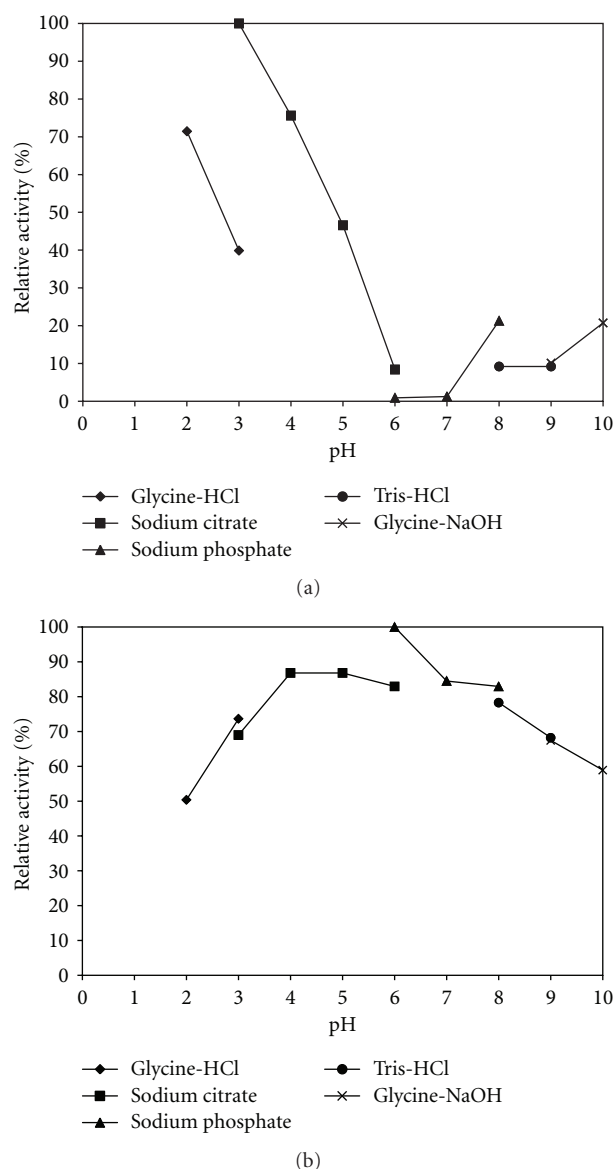 100
90
80
70
60
50
40
30
20
10
0
Relative activity (%)
0 1 2 3 4 5 6 7 8 9 10
pH
Glycine-HCl
Sodium citrate
Sodium phosphate
Tris-HCl
Glycine-NaOH
(a)
100
90
80
70
60
50
40
30
20
10
0
Relative activity (%)
0 1 2 3 4 5 6 7 8 9 10
pH
Glycine-HCl
Sodium citrate
Sodium phosphate
Tris-HCl
Glycine-NaOH
(b)